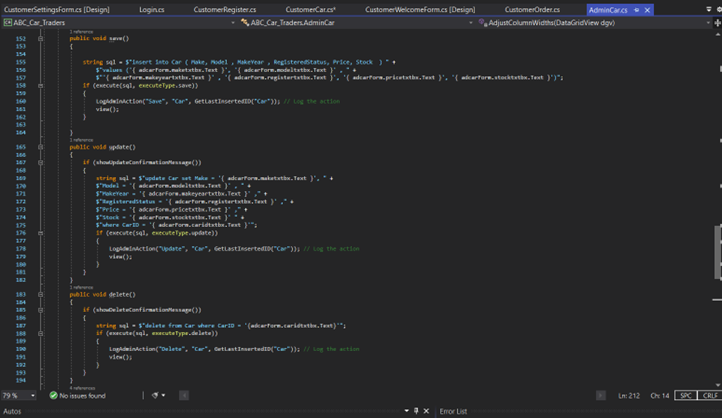 CustomerSettingsForm.cs [Design] Login.cs CustomerRegister.cs CustomerCar.cs* CustomerWelcomeForm.cs [Design] CustomerOrder.cs AdminCar.cs
ABC_Car_Traders ABC_Car_Traders.AdminCar AdjustColumnWidths(DataGridView dgv)
1 reference
152 public void save()
153 {
154
155 string sql = $"insert into Car ( Make, Model , MakeYear , RegisteredStatus, Price, Stock ) " +
156 $"values ('{ adcarForm.maketxtbx.Text }', '{ adcarForm.modeltxtbx.Text }' , " +
157 $"'{ adcarForm.makeyeartxtbx.Text }' , '{ adcarForm.registertxtbx.Text }', '{ adcarForm.pricetxtbx.Text }', '{ adcarForm.stocktxtbx.Text }')";
158 if (execute(sql, executeType.save))
159 {
160 LogAdminAction("Save", "Car", GetLastInsertedID("Car")); // Log the action
161 view();
162 }
163
164 }
1 reference
165 public void update()
166 {
167 if (showUpdateConfirmationMessage())
168 {
169 string sql = $"update Car set Make = '{ adcarForm.maketxtbx.Text }', " +
170 $"Model = '{ adcarForm.modeltxtbx.Text }' , " +
171 $"MakeYear = '{ adcarForm.makeyeartxtbx.Text }' ," +
172 $"RegisteredStatus = '{ adcarForm.registertxtbx.Text }' ," +
173 $"Price = '{ adcarForm.pricetxtbx.Text }' ," +
174 $"Stock = '{ adcarForm.stocktxtbx.Text }' " +
175 $"where CarID = '{ adcarForm.caridtxtbx.Text }'";
176 if (execute(sql, executeType.update))
177 {
178 LogAdminAction("Update", "Car", GetLastInsertedID("Car")); // Log the action
179 view();
180 }
181 }
182 }
1 reference
183 public void delete()
184 {
185 if (showDeleteConfirmationMessage())
186 {
187 string sql = $"delete from Car where CarID = '{adcarForm.caridtxtbx.Text}'";
188 if (execute(sql, executeType.delete))
189 {
190 LogAdminAction("Delete", "Car", GetLastInsertedID("Car")); // Log the action
191 view();
192 }
193 }
194 }
4 references
79 % No issues found Ln: 212 Ch: 14 SPC CRLF
Autos Error List